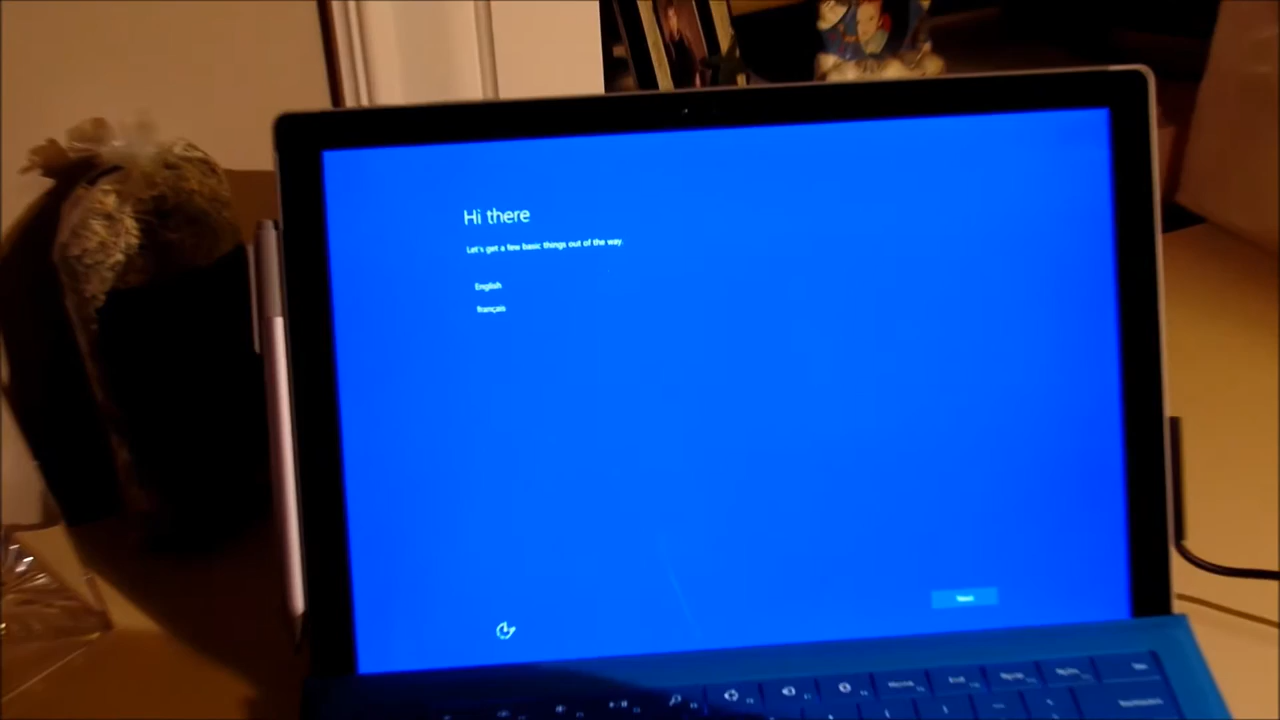 Hi there
Let's get a few basic things out of the way.
English
français
Next